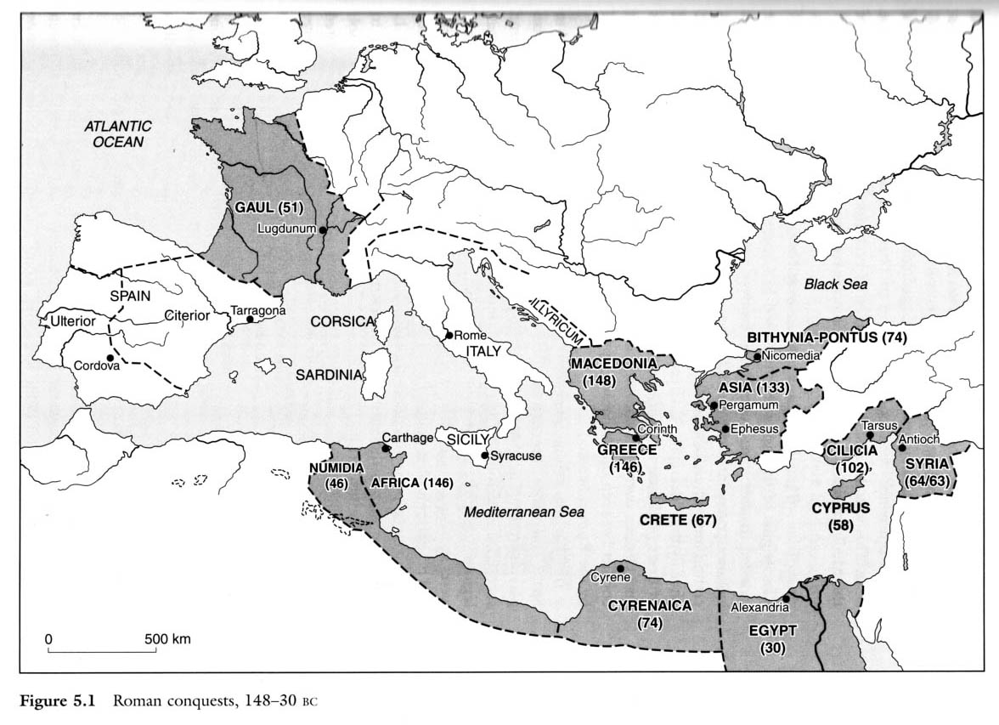 ATLANTIC
OCEAN
GAUL (51)
Lugdunum
SPAIN
Ulterior
Citerior
Tarragona
Cordova
CORSICA
SARDINIA
Rome
ITALY
ILLYRICUM
Black Sea
BITHYNIA-PONTUS (74)
Nicomedia
MACEDONIA
(148)
ASIA (133)
Pergamum
Ephesus
Corinth
GREECE
(146)
Carthage
SICILY
Syracuse
NUMIDIA
(46)
AFRICA (146)
Tarsus
Antioch
CILICIA
(102)
SYRIA
(64/63)
CYPRUS
(58)
Mediterranean Sea
CRETE (67)
Cyrene
CYRENAICA
(74)
Alexandria
EGYPT
(30)
0 500 km
Figure 5.1 Roman conquests, 148–30 BC